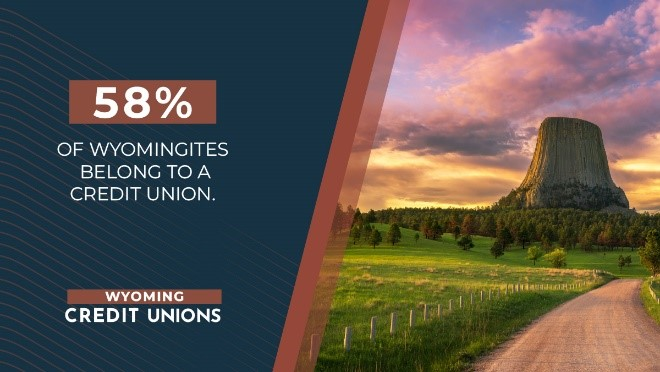 58%
OF WYOMINGITES
BELONG TO A
CREDIT UNION.
WYOMING
CREDIT UNIONS